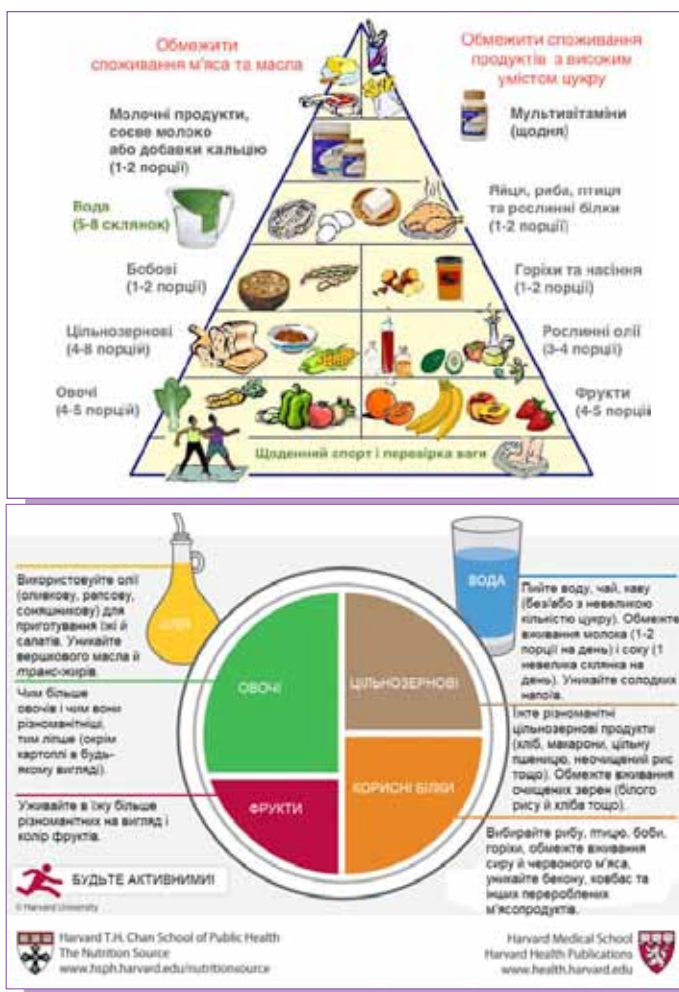 Обмежити
споживання м'яса та масла
Обмежити споживання
продуктів з високим
умістом цукру
Молочні продукти,
соєве молоко
або добавки кальцію
(1-2 порції)
Мультивітаміни
(щодня)
Вода
(5-8 склянок)
Яйця, риба, птиця
та рослинні білки
(1-2 порції)
Бобові
(1-2 порції)
Горіхи та насіння
(1-2 порції)
Цільнозернові
(4-8 порцій)
Рослинні олії
(3-4 порції)
Овочі
(4-5 порцій)
Фрукти
(4-5 порцій
Щоденний спорт і перевірка ваги
Використовуйте олії
(оливкову, рапсову,
соняшникову) для
приготування їжі й
салатів. Уникайте
вершкового масла й
транс-жирів.
Чим більше
овочів і чим вони
різноманітніші,
тим ліпше (окрім
картоплі в будь-
якому вигляді).
Уживайте в їжу більше
різноманітних на вигляд і
колір фруктів.
БУДЬТЕ АКТИВНИМИ!
© Harvard University
ОЛІЯ
ОВОЧІ
ЦІЛЬНОЗЕРНОВІ
ФРУКТИ
КОРИСНІ БІЛКИ
ВОДА
Пийте воду, чай, каву
(без/або з невеликою
кількістю цукру). Обмежте
вживання молока (1-2
порції на день) і соку (1
невелика склянка на
день). Уникайте солодких
напоїв.
Їжте різноманітні
цільнозернові продукти
(хліб, макарони, цільну
пшеницю, неочищений рис
тощо). Обмежте вживання
очищених зерен (білого
рису й хліба тощо).
Вибирайте рибу, птицю, боби,
горіхи, обмежте вживання
сиру й червоного м'яса,
уникайте бекону, ковбас та
інших перероблених
м'ясопродуктів.
Harvard T.H. Chan School of Public Health
The Nutrition Source
www.hsph.harvard.edu/nutritionsource
Harvard Medical School
Harvard Health Publications
www.health.harvard.edu